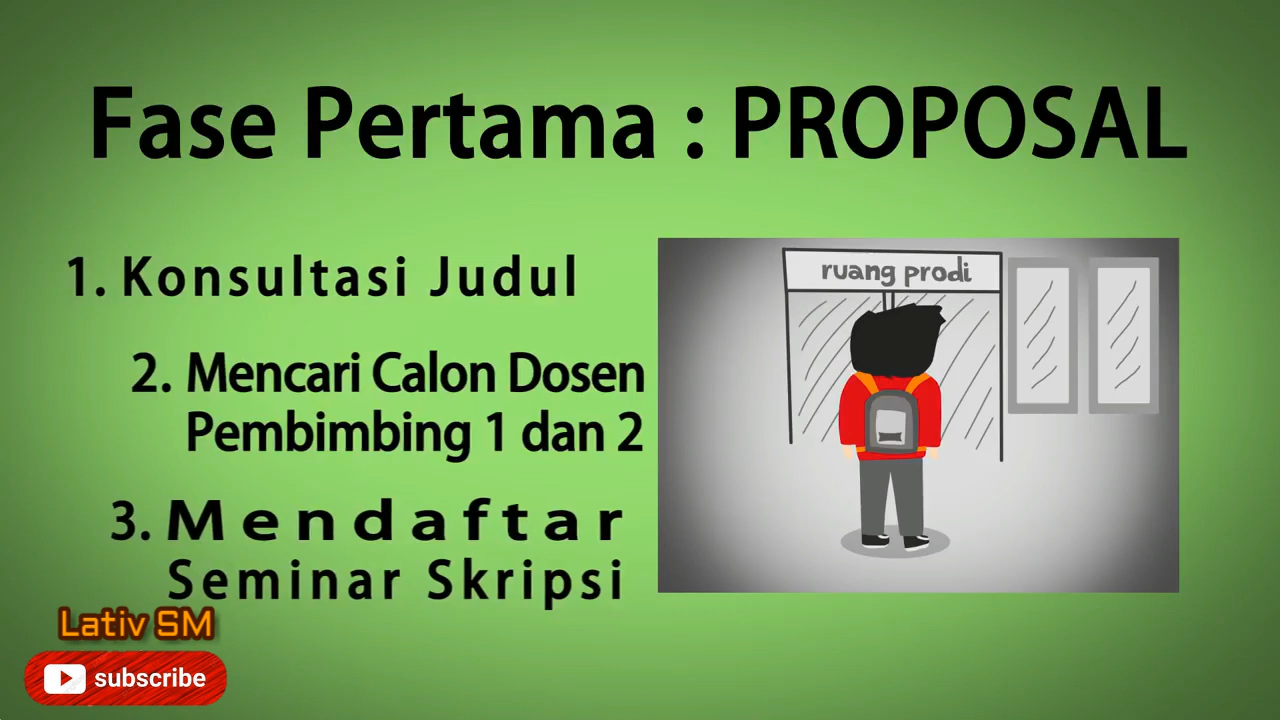 Fase Pertama : PROPOSAL
1. Konsultasi Judul
2. Mencari Calon Dosen
Pembimbing 1 dan 2
3. Mendaftar
Seminar Skripsi
ruang prodi
Lativ SM
subscribe